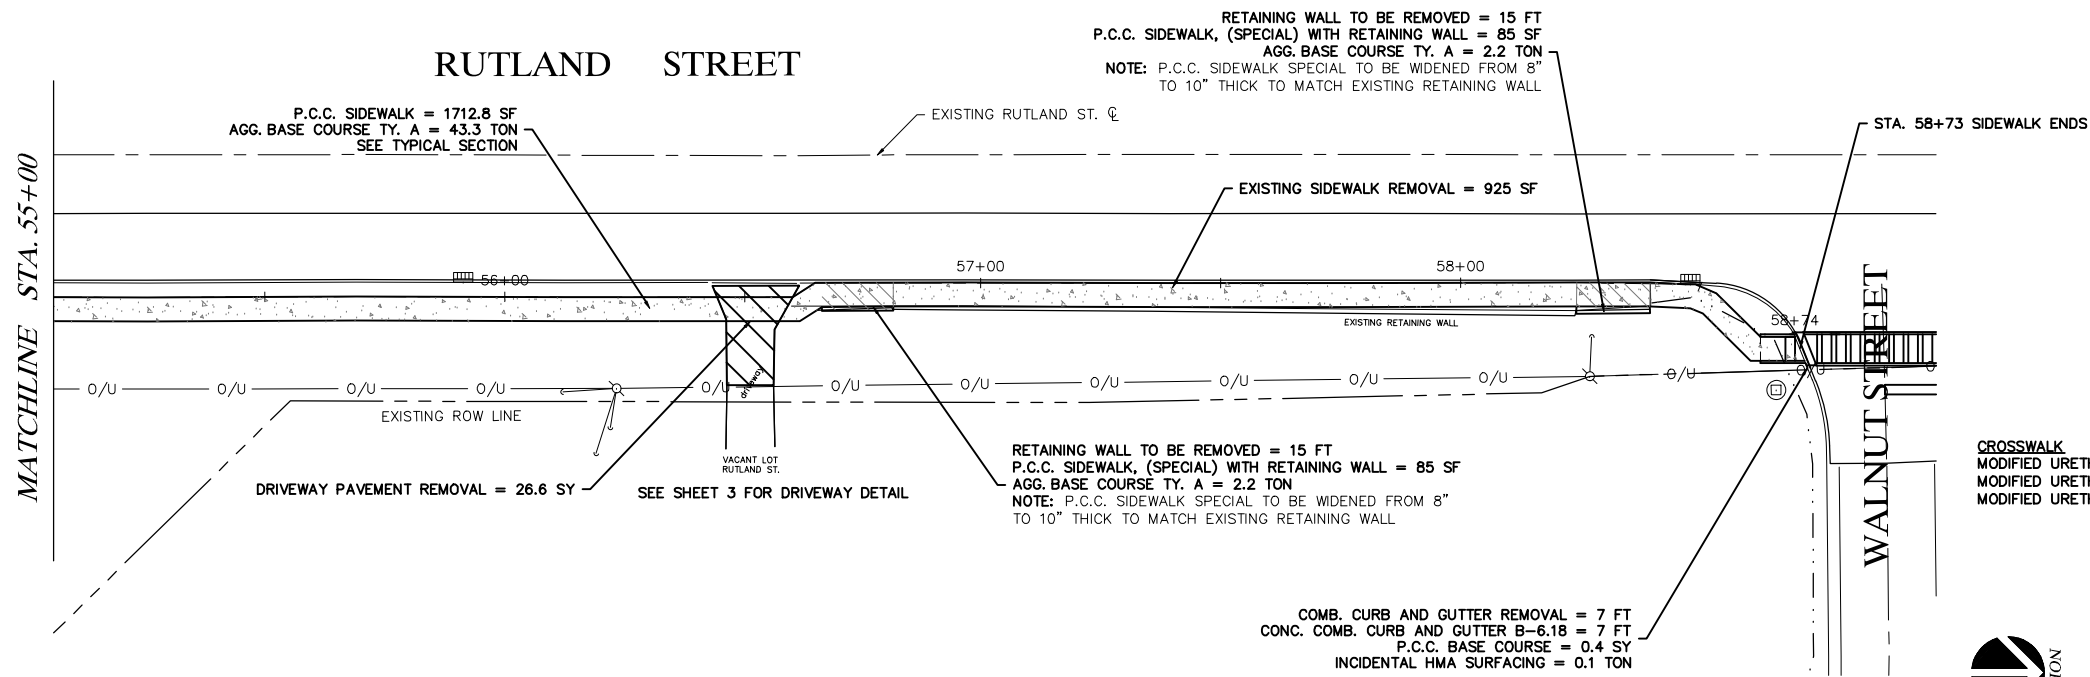 RUTLAND STREET
RETAINING WALL TO BE REMOVED = 15 FT
P.C.C. SIDEWALK, (SPECIAL) WITH RETAINING WALL = 85 SF
AGG. BASE COURSE TY. A = 2.2 TON
NOTE: P.C.C. SIDEWALK SPECIAL TO BE WIDENED FROM 8"
TO 10" THICK TO MATCH EXISTING RETAINING WALL
P.C.C. SIDEWALK = 1712.8 SF
AGG. BASE COURSE TY. A = 43.3 TON
SEE TYPICAL SECTION
EXISTING RUTLAND ST. ℄
STA. 58+73 SIDEWALK ENDS
EXISTING SIDEWALK REMOVAL = 925 SF
MATCHLINE STA. 55+00
56+00
57+00
58+00
58+74
EXISTING RETAINING WALL
WALNUT STREET
O/U O/U O/U O/U O/U O/U O/U O/U O/U O/U O/U O/U O/U
driveway
EXISTING ROW LINE
VACANT LOT
RUTLAND ST.
DRIVEWAY PAVEMENT REMOVAL = 26.6 SY
SEE SHEET 3 FOR DRIVEWAY DETAIL
RETAINING WALL TO BE REMOVED = 15 FT
P.C.C. SIDEWALK, (SPECIAL) WITH RETAINING WALL = 85 SF
AGG. BASE COURSE TY. A = 2.2 TON
NOTE: P.C.C. SIDEWALK SPECIAL TO BE WIDENED FROM 8"
TO 10" THICK TO MATCH EXISTING RETAINING WALL
CROSSWALK
MODIFIED URETH
MODIFIED URETH
MODIFIED URETH
COMB. CURB AND GUTTER REMOVAL = 7 FT
CONC. COMB. CURB AND GUTTER B-6.18 = 7 FT
P.C.C. BASE COURSE = 0.4 SY
INCIDENTAL HMA SURFACING = 0.1 TON